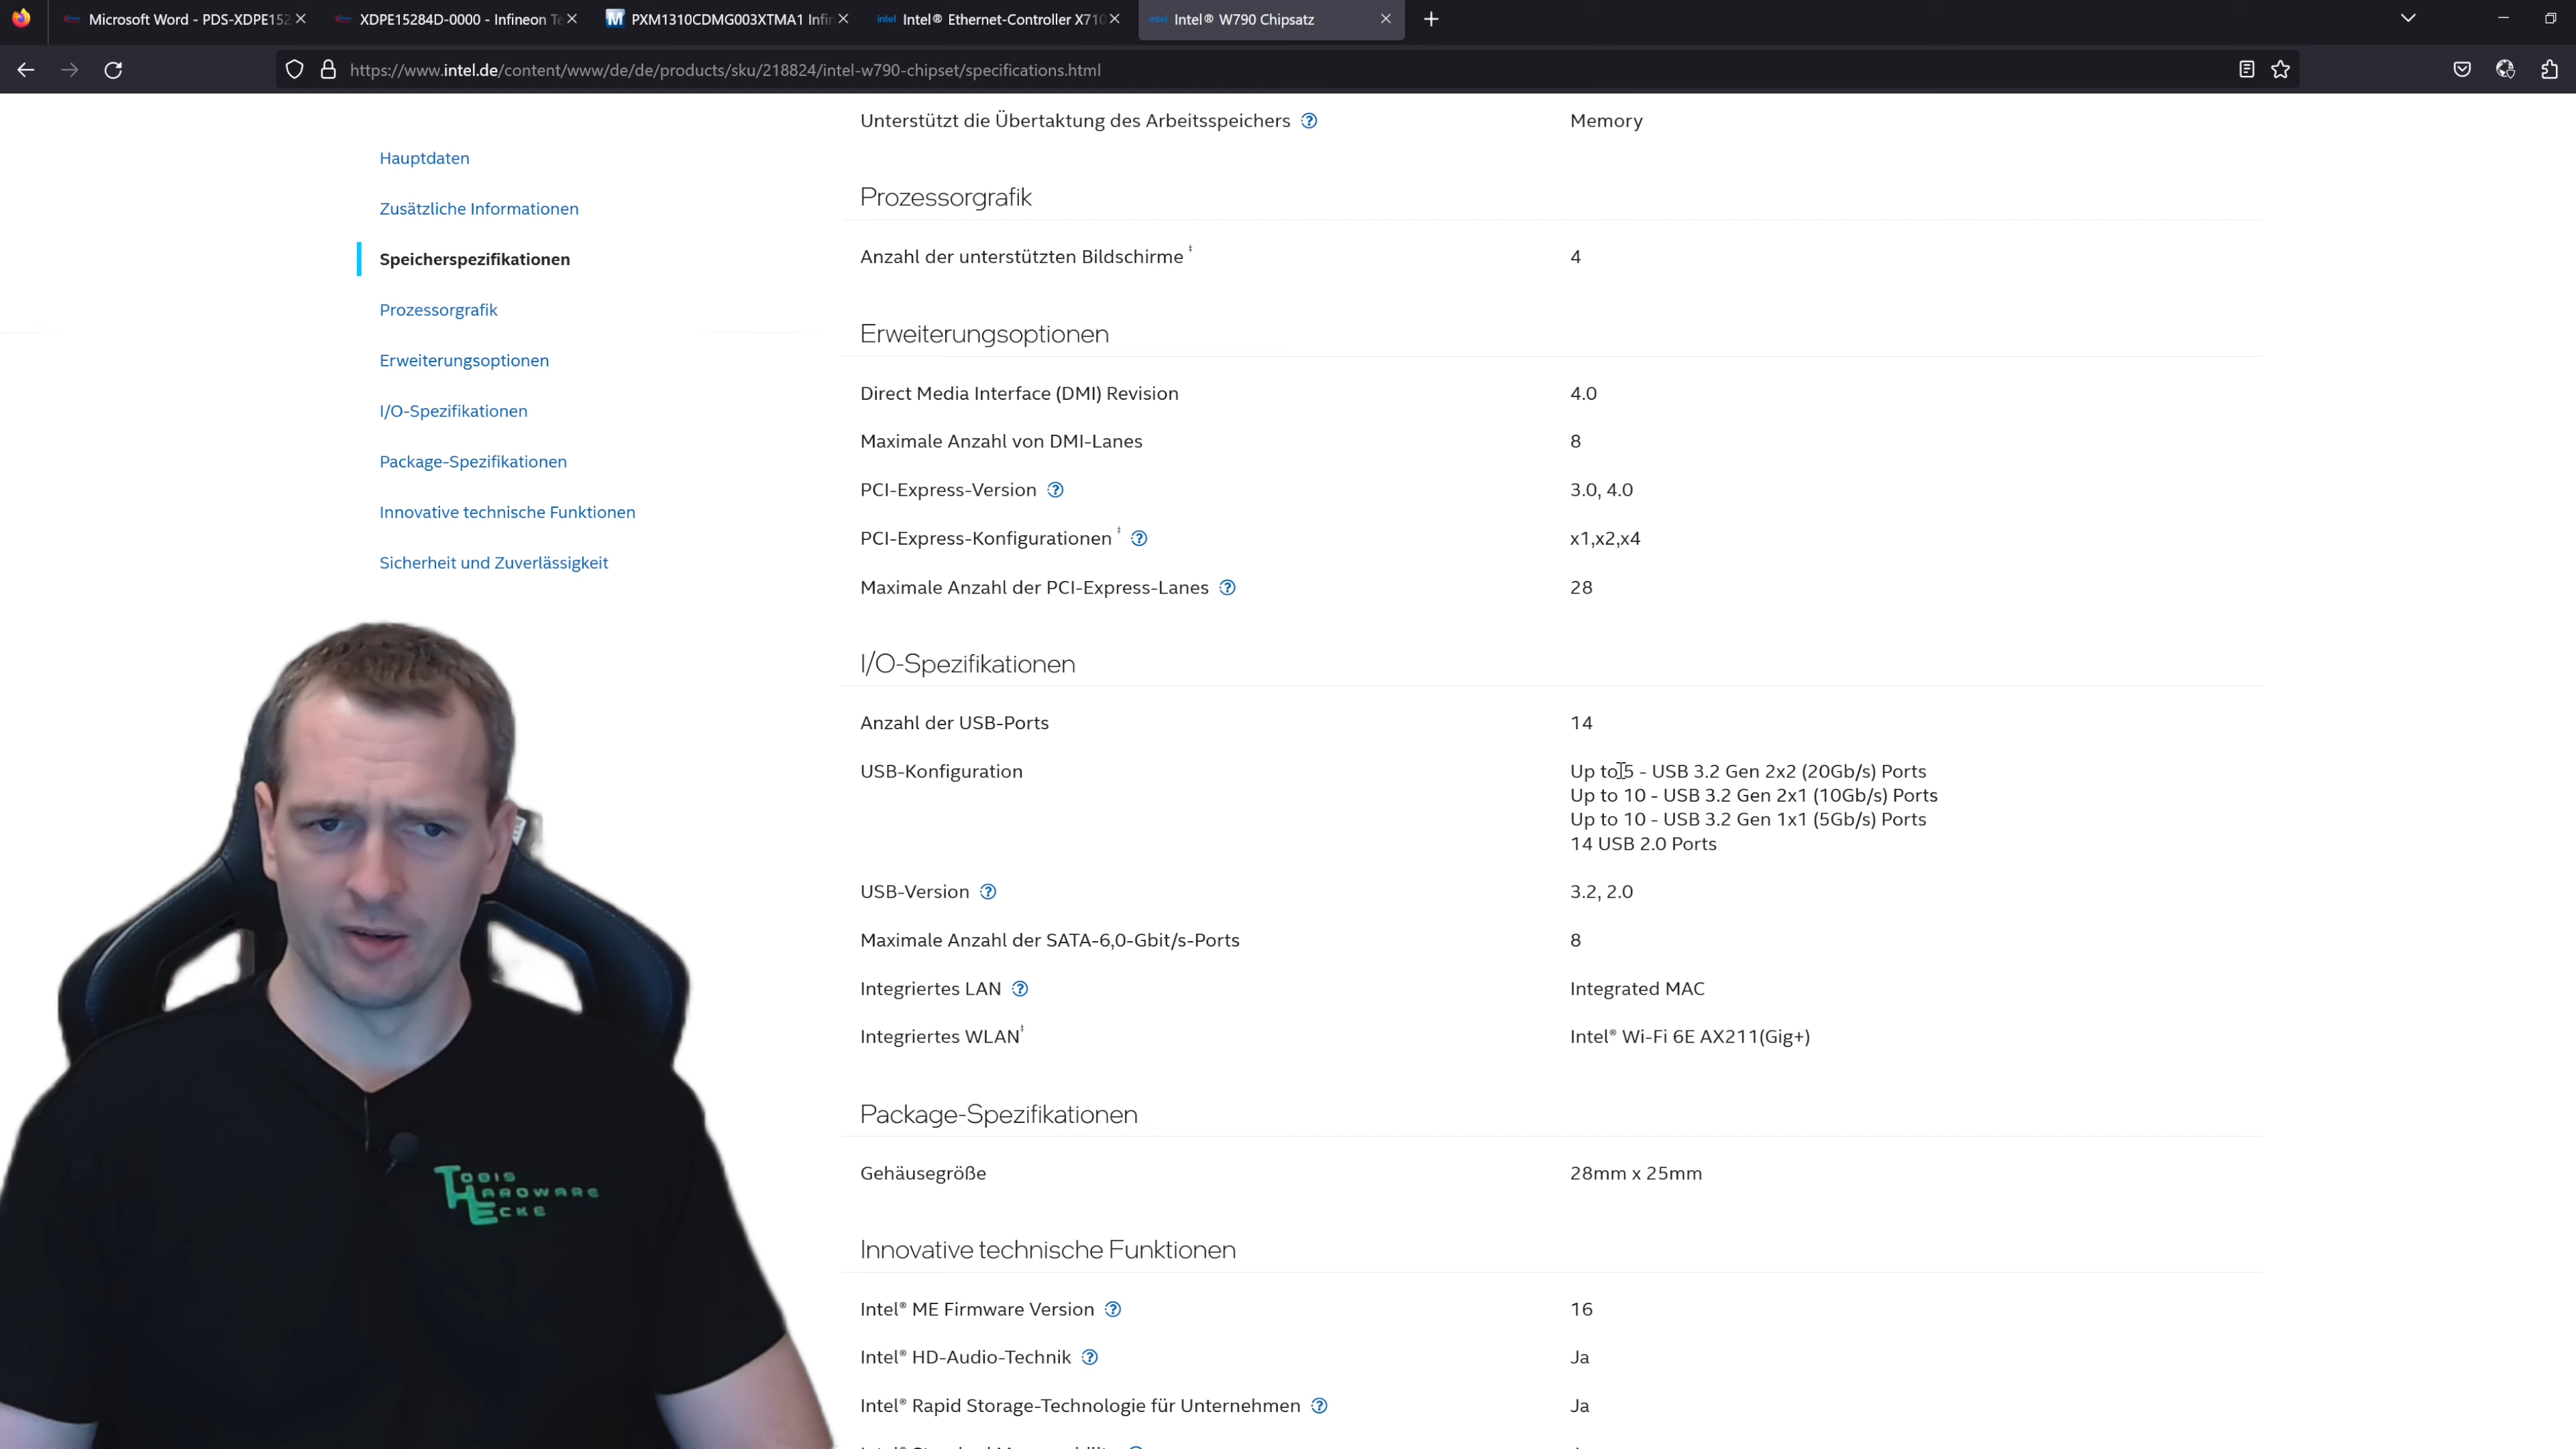 Microsoft Word - PDS-XDPE152
XDPE15284D-0000 - Infineon Te
PXM1310CDMG003XTMA1 Infin
Intel® Ethernet-Controller X710
Intel® W790 Chipsatz
https://www.intel.de/content/www/de/de/products/sku/218824/intel-w790-chipset/specifications.html
Hauptdaten
Zusätzliche Informationen
Speicherspezifikationen
Prozessorgrafik
Erweiterungsoptionen
I/O-Spezifikationen
Package-Spezifikationen
Innovative technische Funktionen
Sicherheit und Zuverlässigkeit
Unterstützt die Übertaktung des Arbeitsspeichers Memory
Prozessorgrafik
Anzahl der unterstützten Bildschirme ‡ 4
Erweiterungsoptionen
Direct Media Interface (DMI) Revision 4.0
Maximale Anzahl von DMI-Lanes 8
PCI-Express-Version 3.0, 4.0
PCI-Express-Konfigurationen ‡ x1,x2,x4
Maximale Anzahl der PCI-Express-Lanes 28
I/O-Spezifikationen
Anzahl der USB-Ports 14
USB-Konfiguration Up to 5 - USB 3.2 Gen 2x2 (20Gb/s) Ports
Up to 10 - USB 3.2 Gen 2x1 (10Gb/s) Ports
Up to 10 - USB 3.2 Gen 1x1 (5Gb/s) Ports
14 USB 2.0 Ports
USB-Version 3.2, 2.0
Maximale Anzahl der SATA-6,0-Gbit/s-Ports 8
Integriertes LAN Integrated MAC
Integriertes WLAN‡ Intel® Wi-Fi 6E AX211(Gig+)
Package-Spezifikationen
Gehäusegröße 28mm x 25mm
Innovative technische Funktionen
Intel® ME Firmware Version 16
Intel® HD-Audio-Technik Ja
Intel® Rapid Storage-Technologie für Unternehmen Ja
Tobis
Hardware
Ecke